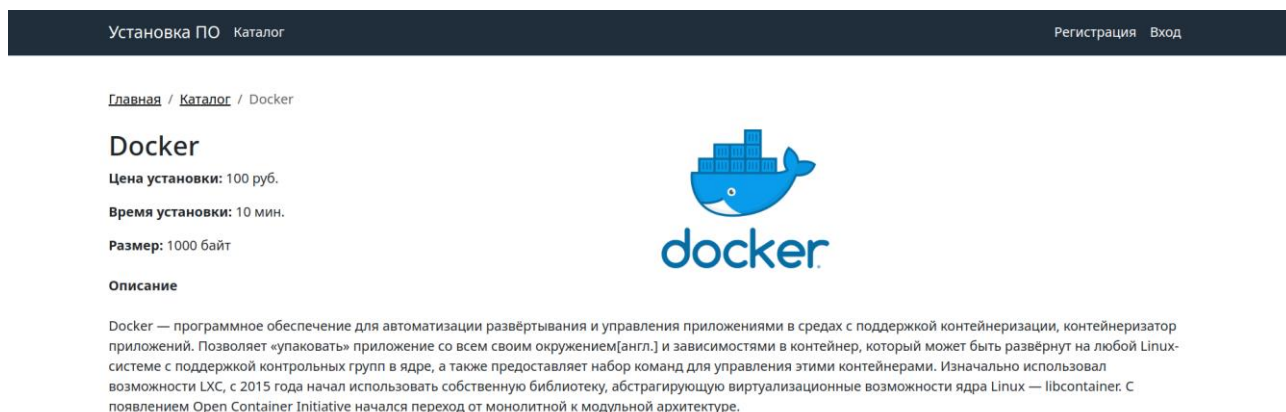 Установка ПО Каталог Регистрация Вход
Главная / Каталог / Docker
Docker
Цена установки: 100 руб.
Время установки: 10 мин.
Размер: 1000 байт
docker
Описание
Docker — программное обеспечение для автоматизации развёртывания и управления приложениями в средах с поддержкой контейнеризации, контейнеризатор
приложений. Позволяет «упаковать» приложение со всем своим окружением[англ.] и зависимостями в контейнер, который может быть развёрнут на любой Linux-
системе с поддержкой контрольных групп в ядре, а также предоставляет набор команд для управления этими контейнерами. Изначально использовал
возможности LXC, с 2015 года начал использовать собственную библиотеку, абстрагирующую виртуализационные возможности ядра Linux — libcontainer. С
появлением Open Container Initiative начался переход от монолитной к модульной архитектуре.